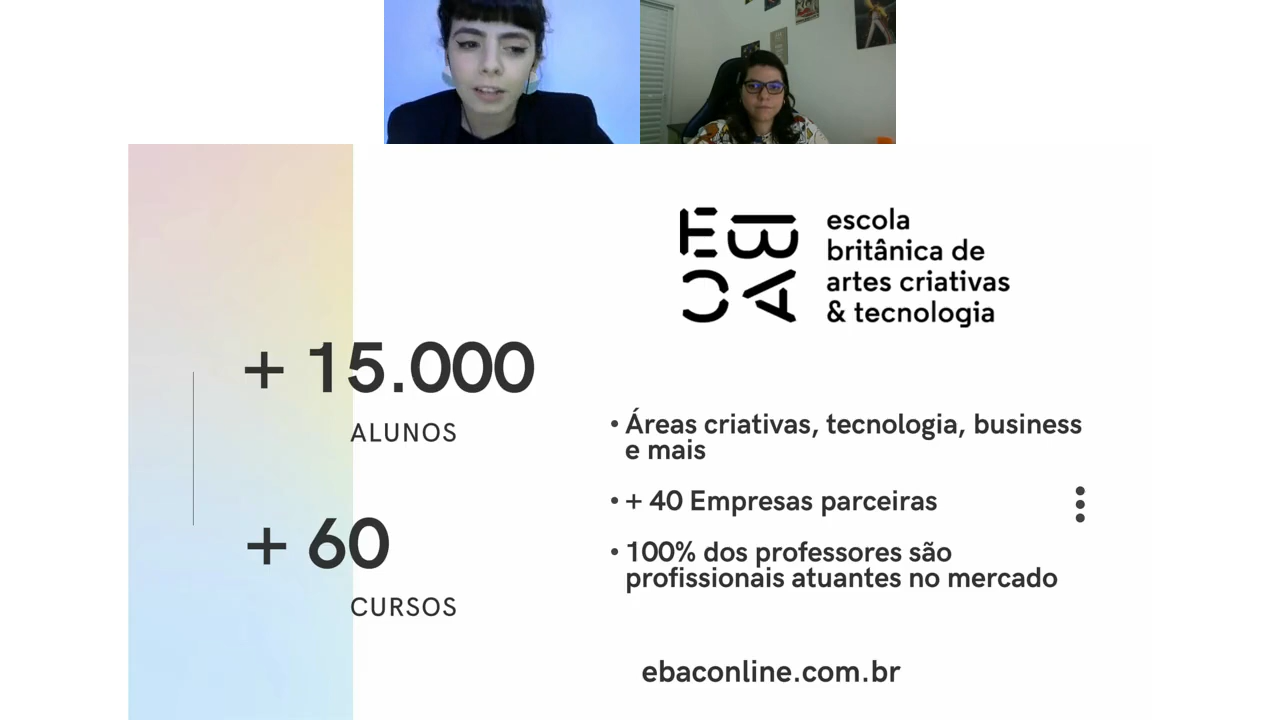 EBAC
escola
britânica de
artes criativas
& tecnologia
+ 15.000
ALUNOS
+ 60
CURSOS
• Áreas criativas, tecnologia, business
e mais
• + 40 Empresas parceiras
• 100% dos professores são
profissionais atuantes no mercado
ebaconline.com.br